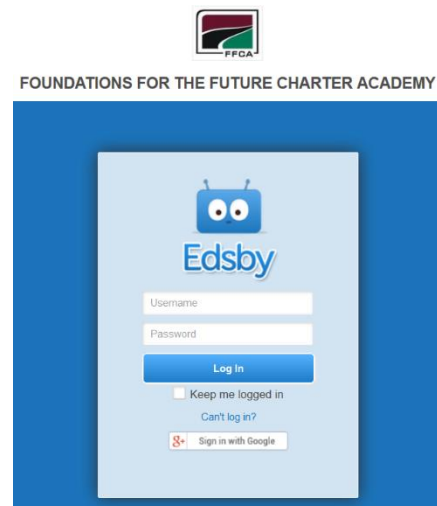 FFCA
FOUNDATIONS FOR THE FUTURE CHARTER ACADEMY
Edsby
Username
Password
Log In
Keep me logged in
Can't log in?
8+ Sign in with Google